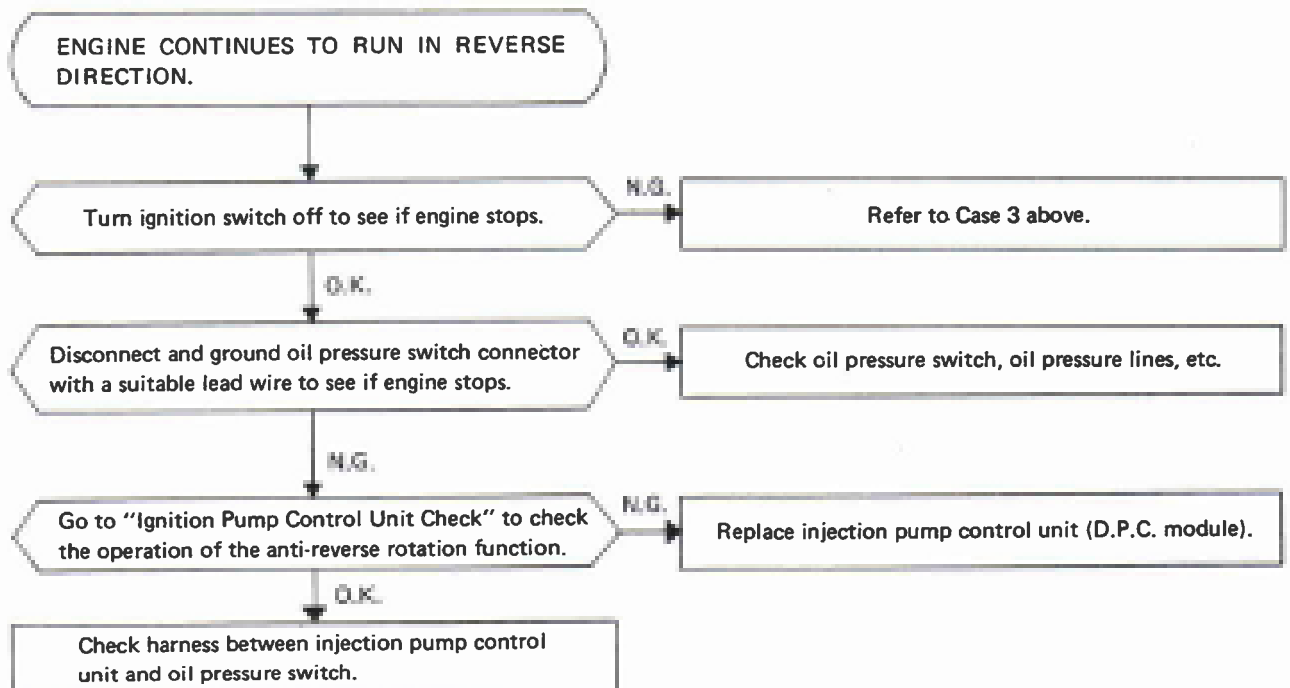 ENGINE CONTINUES TO RUN IN REVERSE
DIRECTION.
Turn ignition switch off to see if engine stops.
N.G.
Refer to Case 3 above.
O.K.
Disconnect and ground oil pressure switch connector
with a suitable lead wire to see if engine stops.
O.K.
Check oil pressure switch, oil pressure lines, etc.
N.G.
Go to “Ignition Pump Control Unit Check” to check
the operation of the anti-reverse rotation function.
N.G.
Replace injection pump control unit (D.P.C. module).
O.K.
Check harness between injection pump control
unit and oil pressure switch.